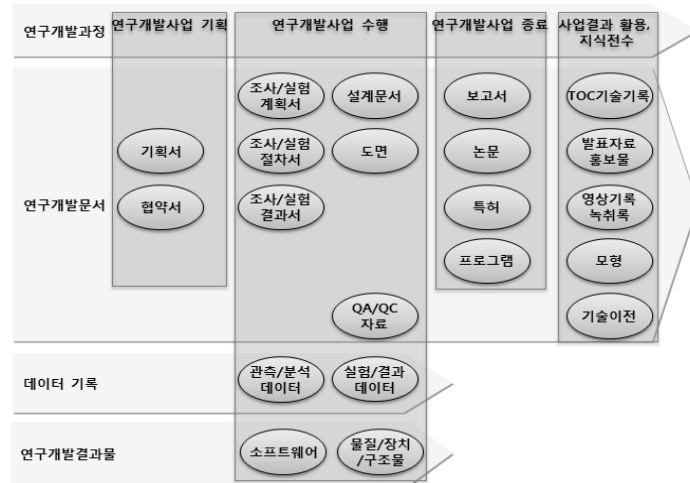 연구개발과정
연구개발사업 기획
연구개발사업 수행
연구개발사업 종료
사업결과 활용,
지식전수
연구개발문서
기획서
협약서
조사/실험
계획서
설계문서
조사/실험
절차서
도면
조사/실험
결과서
QA/QC
자료
보고서
논문
특허
프로그램
TOC기술기록
발표자료
홍보물
영상기록
녹취록
모형
기술이전
데이터 기록
관측/분석
데이터
실험/결과
데이터
연구개발결과물
소프트웨어
물질/장치
/구조물